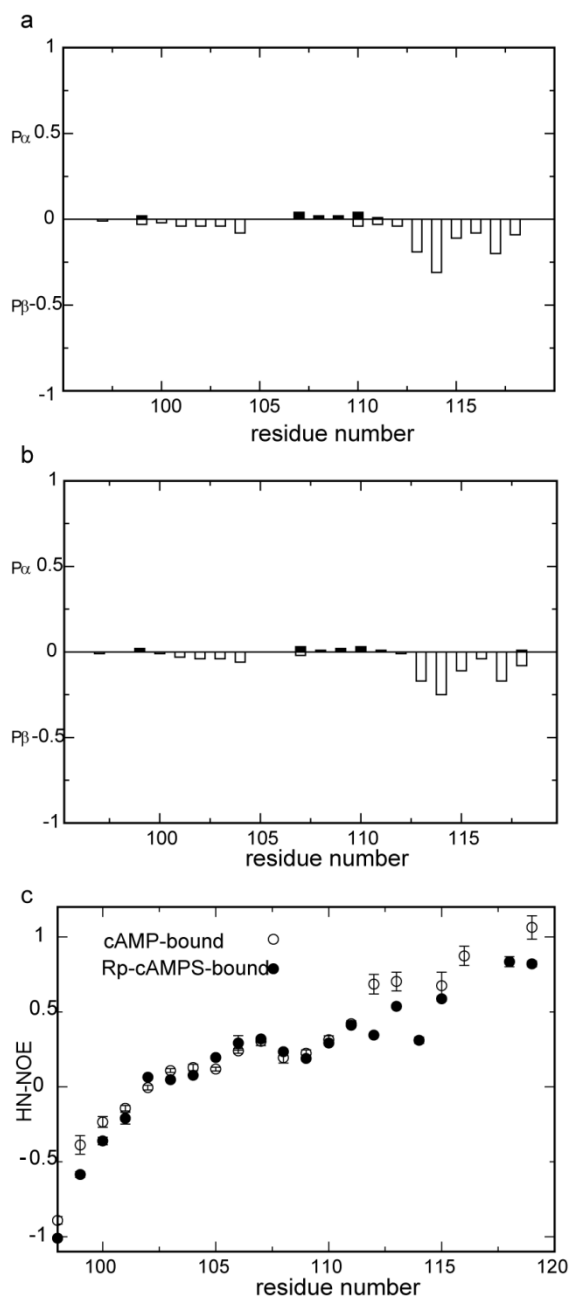 a
1
Pα 0.5
0
Pβ -0.5
-1
100 105 110 115
residue number
b
1
Pα 0.5
0
Pβ -0.5
-1
100 105 110 115
residue number
c
1
cAMP-bound
Rp-cAMPS-bound
0.5
HN-NOE
0
-0.5
-1
100 105 110 115 120
residue number